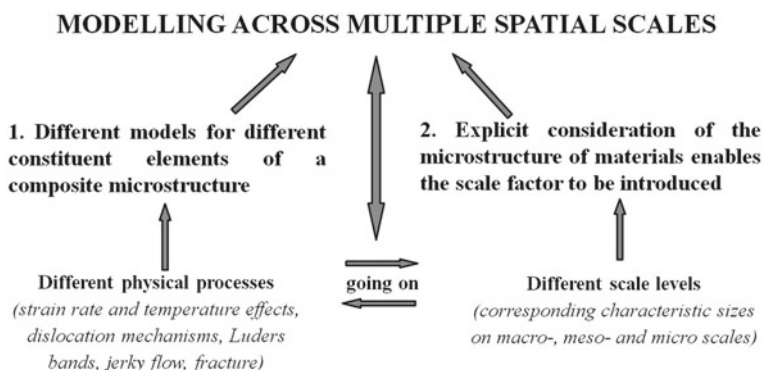 MODELLING ACROSS MULTIPLE SPATIAL SCALES
1. Different models for different
constituent elements of a
composite microstructure
2. Explicit consideration of the
microstructure of materials enables
the scale factor to be introduced
Different physical processes
(strain rate and temperature effects,
dislocation mechanisms, Luders
bands, jerky flow, fracture)
going on
Different scale levels
(corresponding characteristic sizes
on macro-, meso- and micro scales)